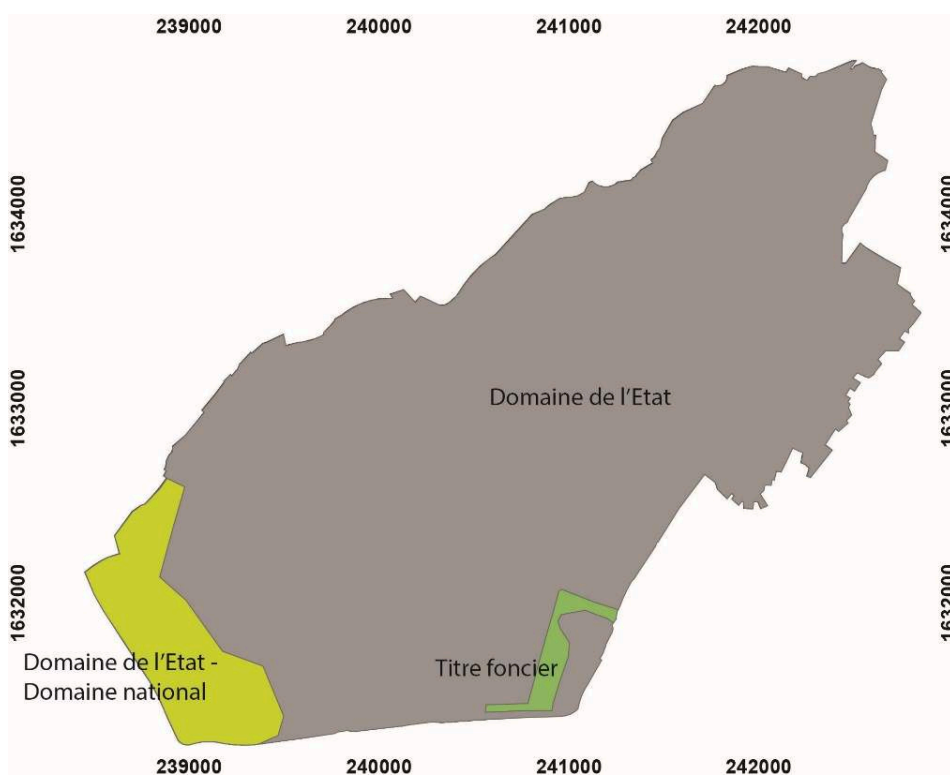 239000 240000 241000 242000
1634000 1634000
Domaine de l'Etat
1633000 1633000
1632000 1632000
Domaine de l'Etat -
Domaine national
Titre foncier
239000 240000 241000 242000